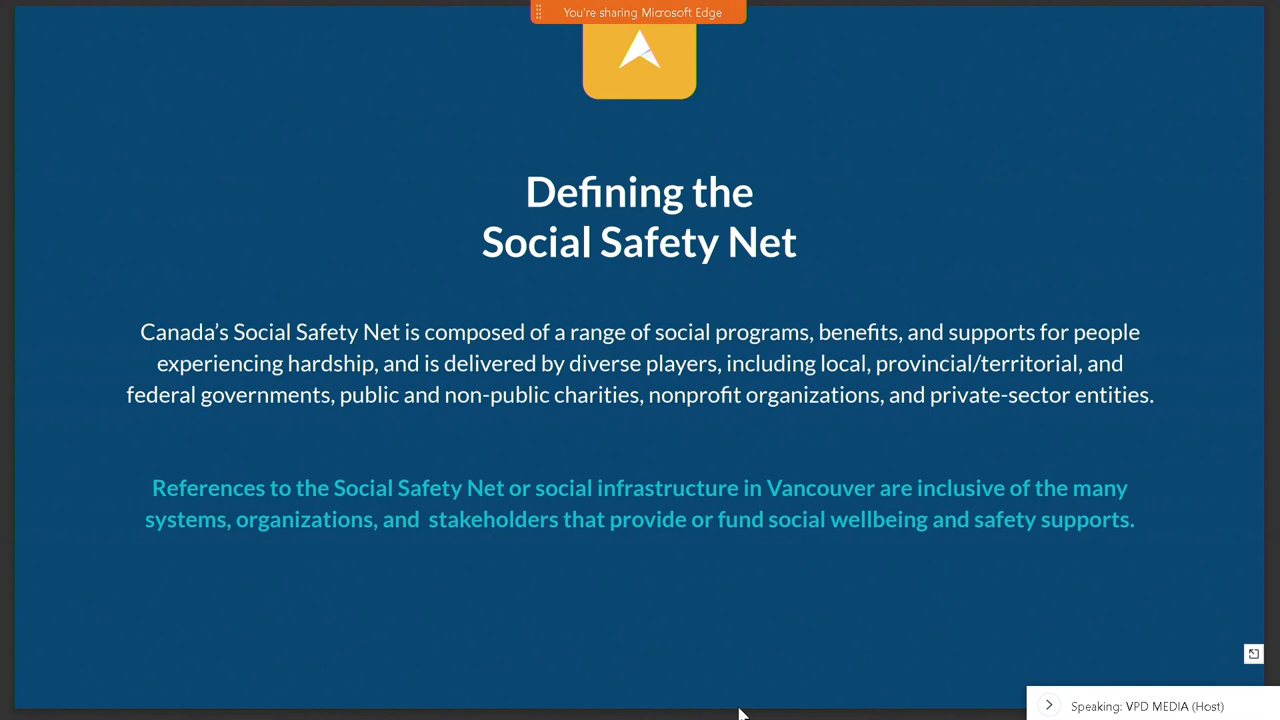 You're sharing Microsoft Edge
Defining the
Social Safety Net
Canada’s Social Safety Net is composed of a range of social programs, benefits, and supports for people
experiencing hardship, and is delivered by diverse players, including local, provincial/territorial, and
federal governments, public and non-public charities, nonprofit organizations, and private-sector entities.
References to the Social Safety Net or social infrastructure in Vancouver are inclusive of the many
systems, organizations, and  stakeholders that provide or fund social wellbeing and safety supports.
Speaking: VPD MEDIA (Host)